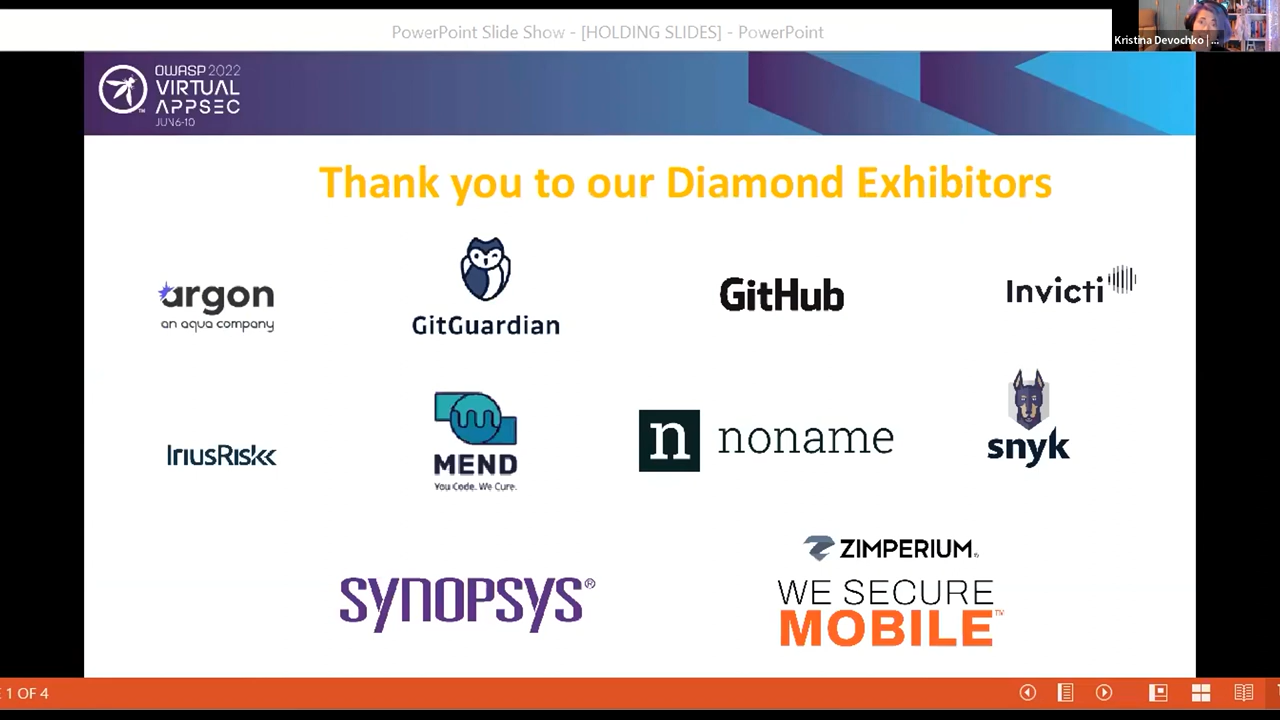 PowerPoint Slide Show - [HOLDING SLIDES] - PowerPoint
Kristina Devochko | ...
OWASP 2022
VIRTUAL
APPSEC
JUN 6-10
Thank you to our Diamond Exhibitors
argon
an aqua company
GitGuardian
GitHub
Invicti
IriusRisk
MEND
You Code. We Cure.
n noname
snyk
SYNOPSYS®
ZIMPERIUM
WE SECURE
MOBILE™
1 OF 4